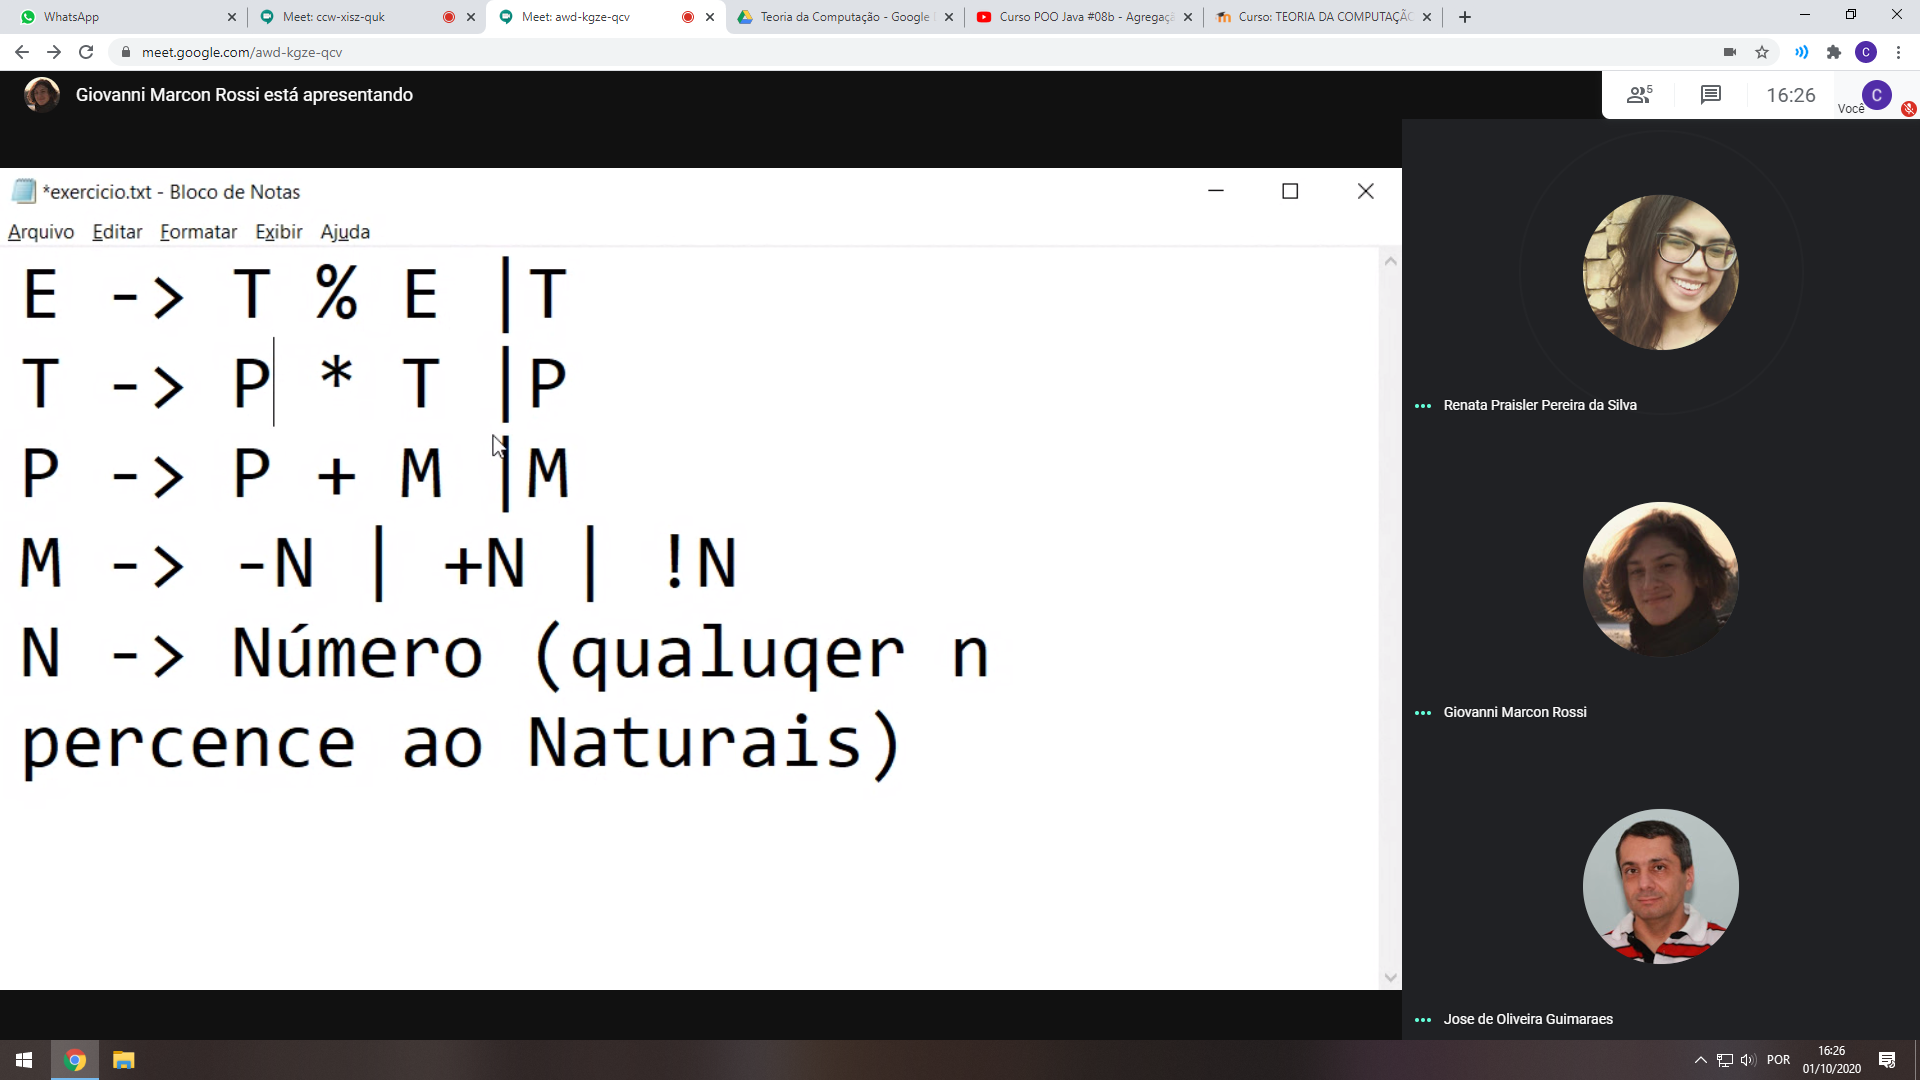 WhatsApp
Meet: ccw-xisz-quk
Meet: awd-kgze-qcv
Teoria da Computação - Google
Curso POO Java #08b - Agregaç
Curso: TEORIA DA COMPUTAÇÃ
meet.google.com/awd-kgze-qcv
C
Giovanni Marcon Rossi está apresentando
5
16:26
Você
C
*exercicio.txt - Bloco de Notas
Arquivo Editar Formatar Exibir Ajuda
E -> T % E |T
T -> P * T |P
P -> P + M |M
M -> -N | +N | !N
N -> Número (qualuqer n
percence ao Naturais)
Renata Praisler Pereira da Silva
Giovanni Marcon Rossi
Jose de Oliveira Guimaraes
POR
16:26
01/10/2020